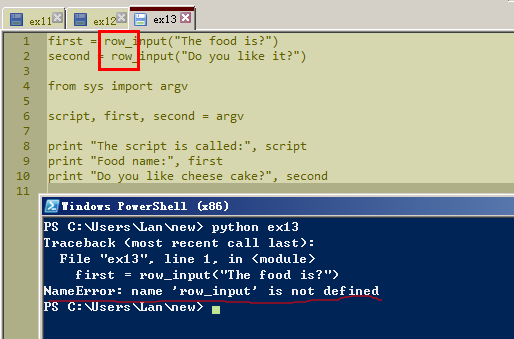 ex11 ex12 ex13
1 first = row_input("The food is?")
2 second = row_input("Do you like it?")
3
4 from sys import argv
5
6 script, first, second = argv
7
8 print "The script is called:", script
9 print "Food name:", first
10 print "Do you like cheese cake?", second
11
Windows PowerShell (x86)
PS C:\Users\Lan\new> python ex13
Traceback (most recent call last):
  File "ex13", line 1, in <module>
    first = row_input("The food is?")
NameError: name 'row_input' is not defined
PS C:\Users\Lan\new>